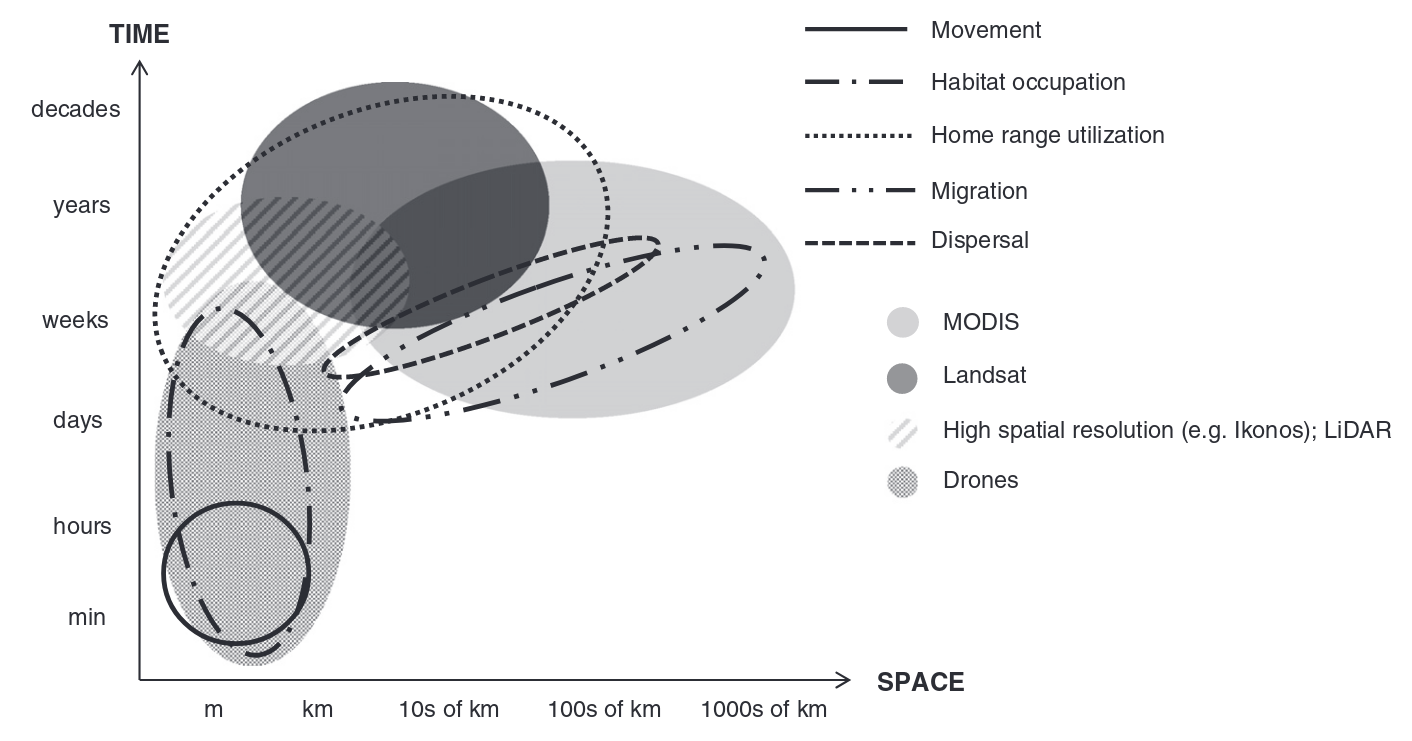 TIME
decades
years
weeks
days
hours
min
m km 10s of km 100s of km 1000s of km
SPACE
Movement
Habitat occupation
Home range utilization
Migration
Dispersal
MODIS
Landsat
High spatial resolution (e.g. Ikonos); LiDAR
Drones